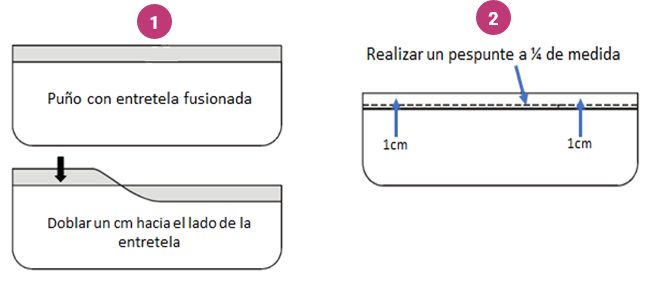 1
Puño con entretela fusionada
Doblar un cm hacia el lado de la
entretela
2
Realizar un pespunte a ¼ de medida
1cm
1cm